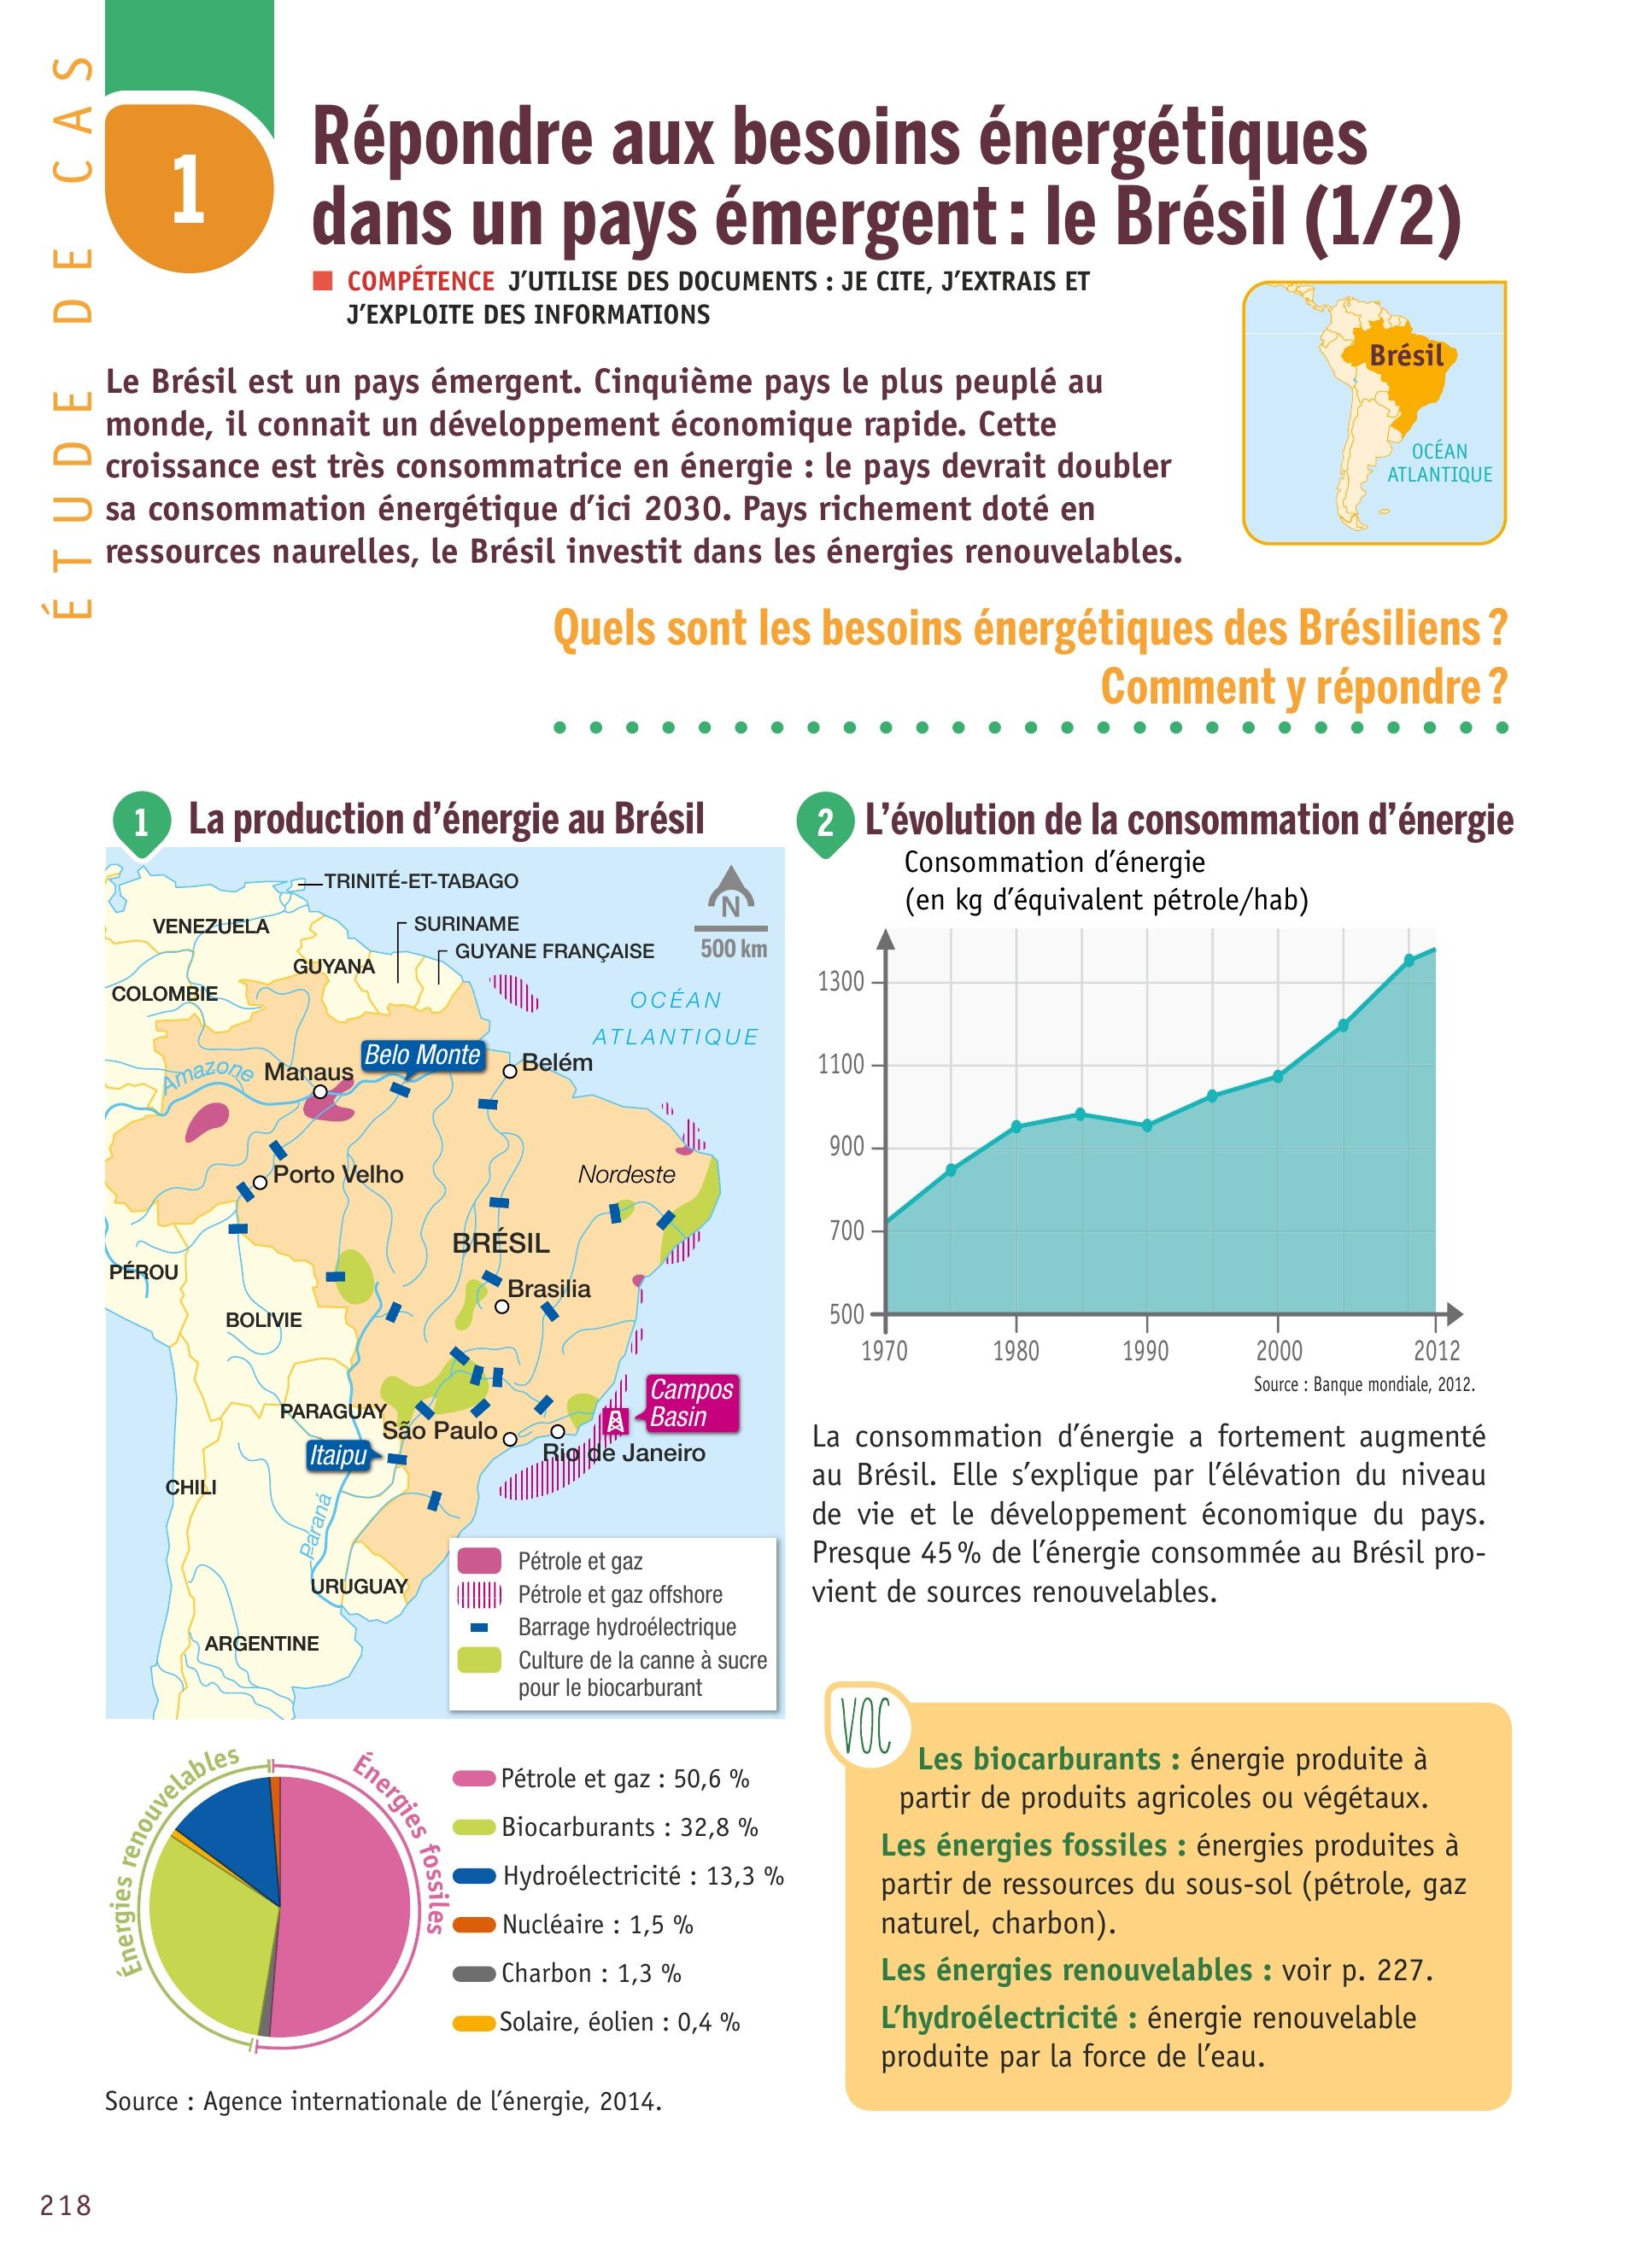 ÉTUDE DE CAS
1
Répondre aux besoins énergétiques
dans un pays émergent : le Brésil (1/2)
■ COMPÉTENCE J'UTILISE DES DOCUMENTS : JE CITE, J'EXTRAIS ET
J'EXPLOITE DES INFORMATIONS
Le Brésil est un pays émergent. Cinquième pays le plus peuplé au
monde, il connait un développement économique rapide. Cette
croissance est très consommatrice en énergie : le pays devrait doubler
sa consommation énergétique d'ici 2030. Pays richement doté en
ressources naurelles, le Brésil investit dans les énergies renouvelables.
Brésil
OCÉAN
ATLANTIQUE
Quels sont les besoins énergétiques des Brésiliens ?
Comment y répondre ?
1 La production d'énergie au Brésil
TRINITÉ-ET-TABAGO
VENEZUELA
SURINAME
GUYANE FRANÇAISE
GUYANA
COLOMBIE
N
500 km
OCÉAN
ATLANTIQUE
Belo Monte
Belém
Amazone
Manaus
Porto Velho
Nordeste
BRÉSIL
PÉROU
Brasilia
BOLIVIE
PARAGUAY
São Paulo
Campos
Basin
Itaipu
Rio de Janeiro
CHILI
Paraná
URUGUAY
ARGENTINE
Pétrole et gaz
Pétrole et gaz offshore
Barrage hydroélectrique
Culture de la canne à sucre
pour le biocarburant
Énergies renouvelables
Énergies fossiles
Pétrole et gaz : 50,6 %
Biocarburants : 32,8 %
Hydroélectricité : 13,3 %
Nucléaire : 1,5 %
Charbon : 1,3 %
Solaire, éolien : 0,4 %
Source : Agence internationale de l'énergie, 2014.
2 L'évolution de la consommation d'énergie
Consommation d'énergie
(en kg d'équivalent pétrole/hab)
1300
1100
900
700
500
1970 1980 1990 2000 2012
Source : Banque mondiale, 2012.
La consommation d'énergie a fortement augmenté
au Brésil. Elle s'explique par l'élévation du niveau
de vie et le développement économique du pays.
Presque 45 % de l'énergie consommée au Brésil pro-
vient de sources renouvelables.
VOC
Les biocarburants : énergie produite à
partir de produits agricoles ou végétaux.
Les énergies fossiles : énergies produites à
partir de ressources du sous-sol (pétrole, gaz
naturel, charbon).
Les énergies renouvelables : voir p. 227.
L'hydroélectricité : énergie renouvelable
produite par la force de l'eau.
218